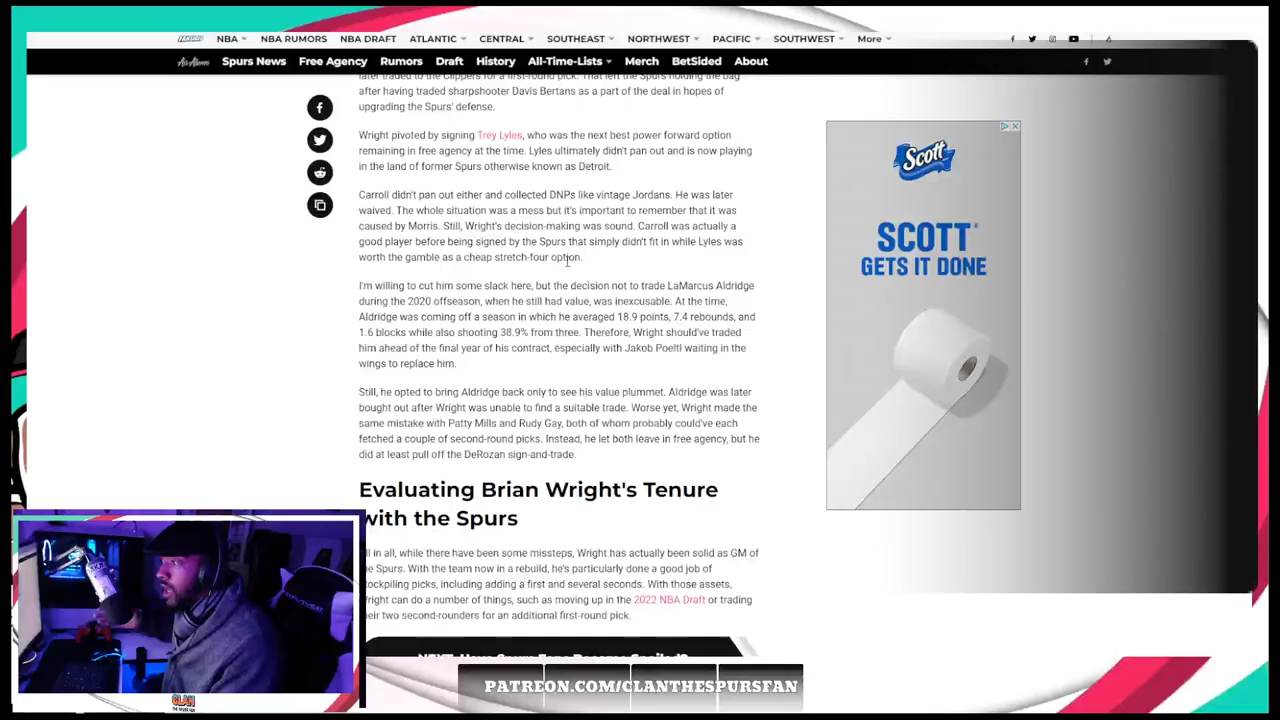 FANSIDED NBA NBA RUMORS NBA DRAFT ATLANTIC CENTRAL SOUTHEAST NORTHWEST PACIFIC SOUTHWEST More
Air Alamo Spurs News Free Agency Rumors Draft History All-Time-Lists Merch BetSided About
later traded to the Clippers for a first-round pick. That left the Spurs holding the bag
after having traded sharpshooter Davis Bertans as a part of the deal in hopes of
upgrading the Spurs' defense.
Wright pivoted by signing Trey Lyles, who was the next best power forward option
remaining in free agency at the time. Lyles ultimately didn't pan out and is now playing
in the land of former Spurs otherwise known as Detroit.
Carroll didn't pan out either and collected DNPs like vintage Jordans. He was later
waived. The whole situation was a mess but it's important to remember that it was
caused by Morris. Still, Wright's decision-making was sound. Carroll was actually a
good player before being signed by the Spurs that simply didn't fit in while Lyles was
worth the gamble as a cheap stretch-four option.
I'm willing to cut him some slack here, but the decision not to trade LaMarcus Aldridge
during the 2020 offseason, when he still had value, was inexcusable. At the time,
Aldridge was coming off a season in which he averaged 18.9 points, 7.4 rebounds, and
1.6 blocks while also shooting 38.9% from three. Therefore, Wright should've traded
him ahead of the final year of his contract, especially with Jakob Poeltl waiting in the
wings to replace him.
Still, he opted to bring Aldridge back only to see his value plummet. Aldridge was later
bought out after Wright was unable to find a suitable trade. Worse yet, Wright made the
same mistake with Patty Mills and Rudy Gay, both of whom probably could've each
fetched a couple of second-round picks. Instead, he let both leave in free agency, but he
did at least pull off the DeRozan sign-and-trade.
Evaluating Brian Wright's Tenure
with the Spurs
ll in all, while there have been some missteps, Wright has actually been solid as GM of
he Spurs. With the team now in a rebuild, he's particularly done a good job of
tockpiling picks, including adding a first and several seconds. With those assets,
Wright can do a number of things, such as moving up in the 2022 NBA Draft or trading
heir two second-rounders for an additional first-round pick.
NEXT: Have Spurs Fans Become Spoiled?
Scott
SCOTT
GETS IT DONE
CLAN
PATREON.COM/CLANTHESPURSFAN